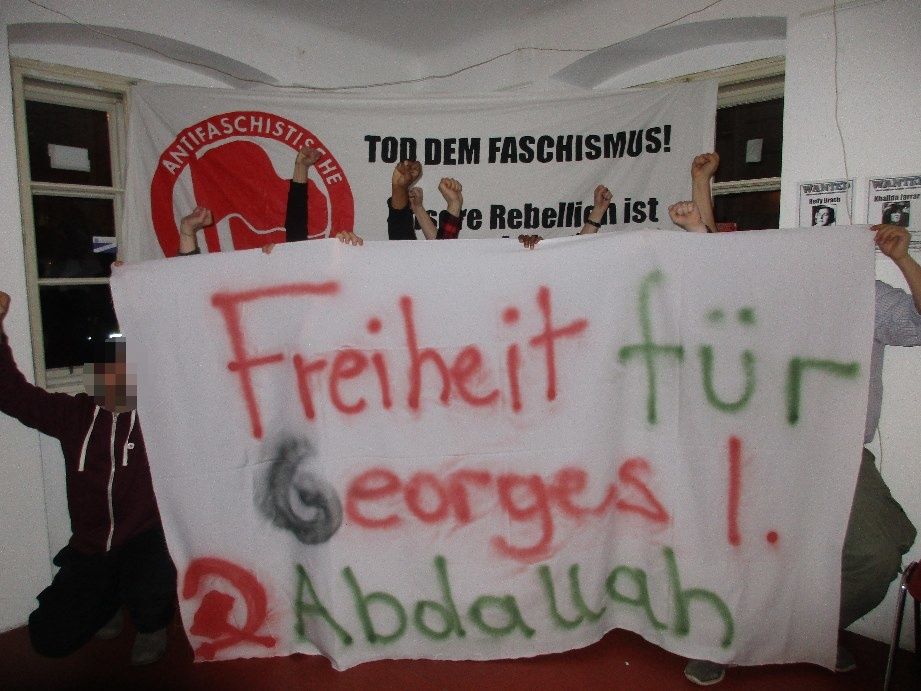 ANTIFASCHISTISCHE
TOD DEM FASCHISMUS!
Rebellion ist
WANTED
WANTED
Freiheit für
Georges I.
Abdallah